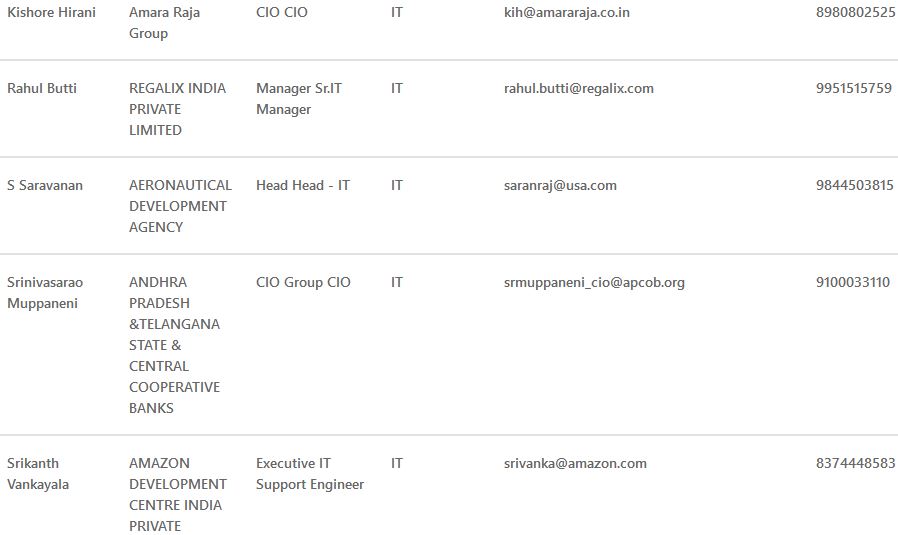 Kishore Hirani Amara Raja CIO CIO IT kih@amararaja.co.in 8980802525
Group
Rahul Butti REGALIX INDIA Manager Sr.IT IT rahul.butti@regalix.com 9951515759
PRIVATE Manager
LIMITED
S Saravanan AERONAUTICAL Head Head - IT IT saranraj@usa.com 9844503815
DEVELOPMENT
AGENCY
Srinivasarao ANDHRA CIO Group CIO IT srmuppaneni_cio@apcob.org 9100033110
Muppaneni PRADESH
&TELANGANA
STATE &
CENTRAL
COOPERATIVE
BANKS
Srikanth AMAZON Executive IT IT srivanka@amazon.com 8374448583
Vankayala DEVELOPMENT Support Engineer
CENTRE INDIA
PRIVATE